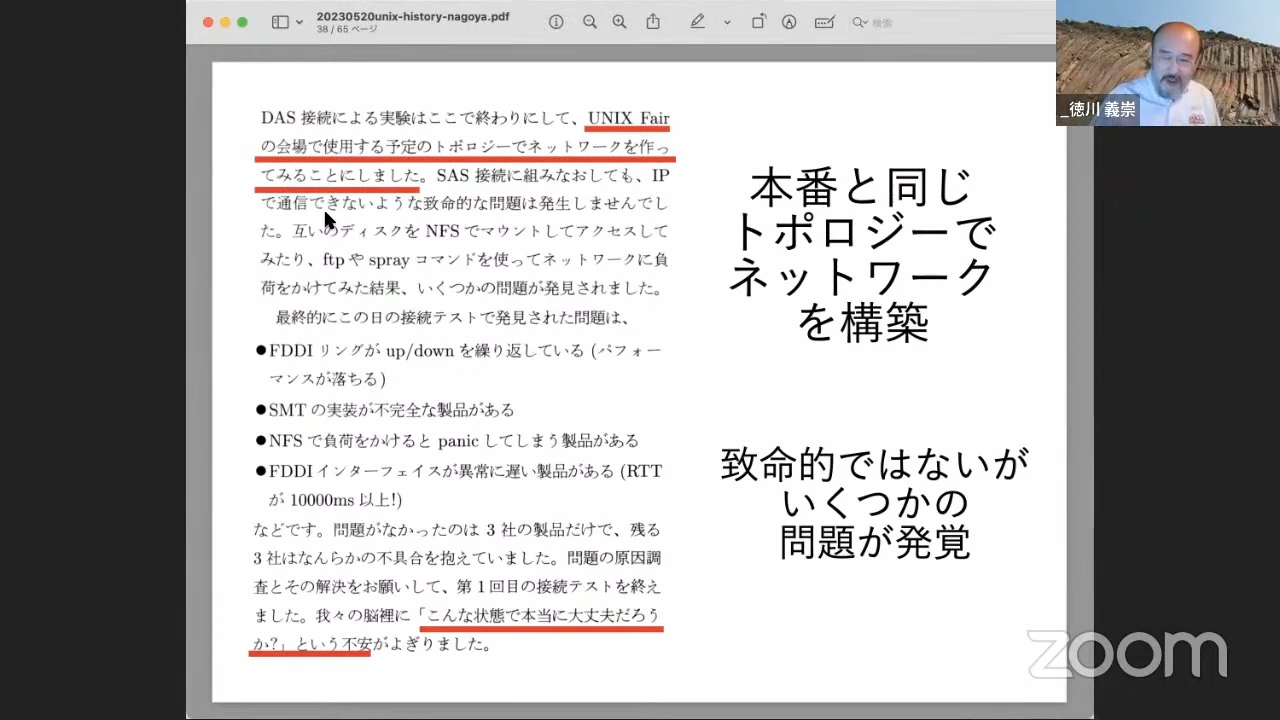 20230520unix-history-nagoya.pdf
38 / 65 ページ
検索
_徳川 義崇
DAS 接続による実験はここで終わりにして、UNIX Fair
の会場で使用する予定のトポロジーでネットワークを作っ
てみることにしました。SAS 接続に組みなおしても、IP
で通信できないような致命的な問題は発生しませんでし
た。互いのディスクを NFS でマウントしてアクセスして
みたり、ftp や spray コマンドを使ってネットワークに負
荷をかけてみた結果、いくつかの問題が発見されました。
最終的にこの日の接続テストで発見された問題は、
●FDDI リングが up/down を繰り返している (パフォー
マンスが落ちる)
●SMT の実装が不完全な製品がある
●NFS で負荷をかけると panic してしまう製品がある
●FDDI インターフェイスが異常に遅い製品がある (RTT
が 10000ms 以上!)
などです。問題がなかったのは 3 社の製品だけで、残る
3 社はなんらかの不具合を抱えていました。問題の原因調
査とその解決をお願いして、第 1 回目の接続テストを終え
ました。我々の脳裡に「こんな状態で本当に大丈夫だろう
か?」という不安がよぎりました。
本番と同じ
トポロジーで
ネットワーク
を構築
致命的ではないが
いくつかの
問題が発覚
zoom